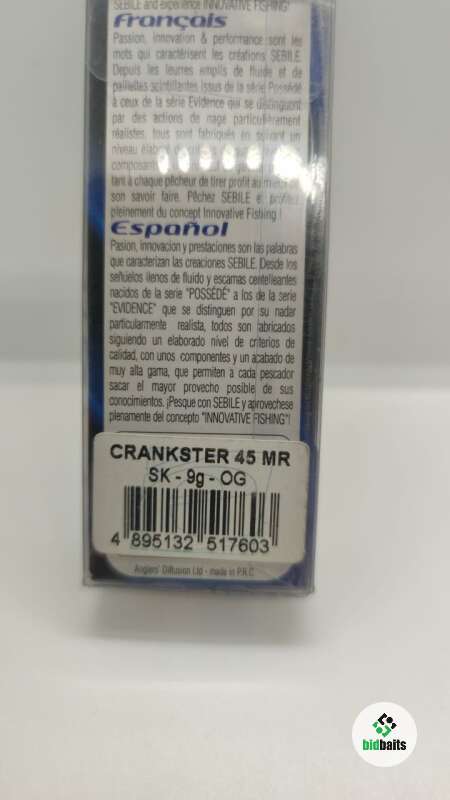 SEBILE and experience INNOVATIVE FISHING!
Français
Passion, innovation & performance sont les
mots qui caractérisent les créations SEBILE.
Depuis les leurres emplis de fluide et de
paillettes scintillantes issus de la série Possédé
à ceux de la série Evidence qui se distinguent
par des actions de nage particulièrement
réalistes, tous sont fabriqués en suivant un
niveau élaboré
composant
tant à chaque pêcheur de tirer profit au
son savoir faire. Pêchez SEBILE et profitez
pleinement du concept Innovative Fishing !
Español
Pasion, innovacion y prestaciones son las palabras
que caracterizan las creaciones SEBILE. Desde los
señuelos llenos de fluido y escamas centelleantes
nacidos de la serie "POSSÉDÉ" a los de la serie
"EVIDENCE" que se distinguen por su nadar
particularmente realista, todos son fabricados
siguiendo un elaborado nivel de criterios de
calidad, con unos componentes y un acabado de
muy alta gama, que permiten a cada pescador
sacar el mayor provecho posible de sus
conocimientos. ¡Pesque con SEBILE y aprovechese
plenamente del concepto "INNOVATIVE FISHING"!
CRANKSTER 45 MR
SK - 9g - OG
4 895132 517603
Anglers' Diffusion Ltd - made in P.R.C
bidbaits